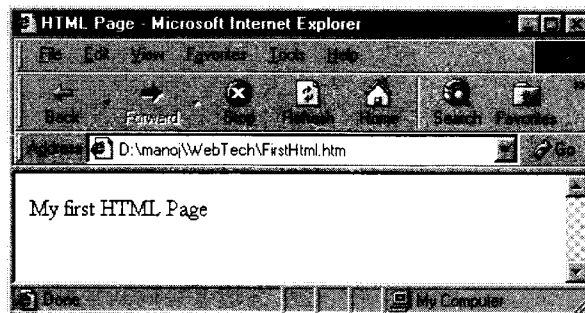 HTML Page - Microsoft Internet Explorer
File Edit View Favorites Tools Help
Back Forward Stop Refresh Home Search Favorites
Address D:\manoj\WebTech\FirstHtml.htm Go
My first HTML Page
Done My Computer